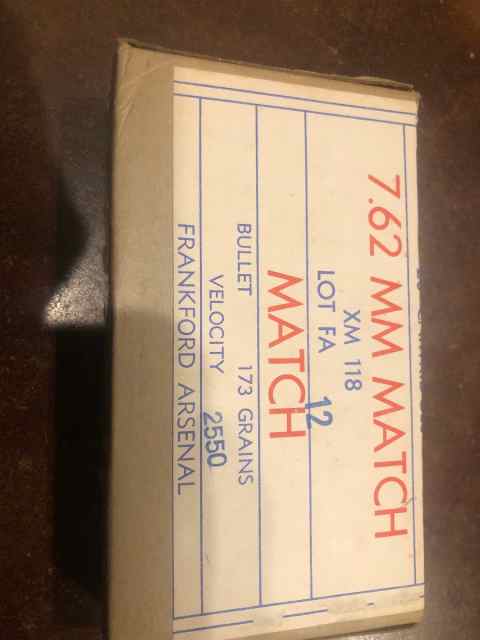 7.62 MM MATCH
XM 118
LOT FA 12
MATCH
BULLET 173 GRAINS
VELOCITY 2550
FRANKFORD ARSENAL